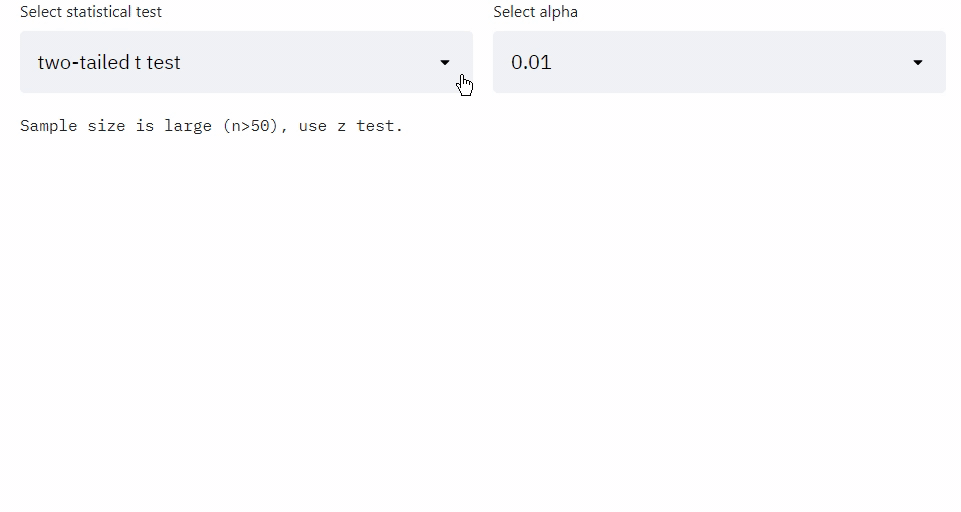 Select statistical test
Select alpha
two-tailed t test
0.01
Sample size is large (n>50), use z test.